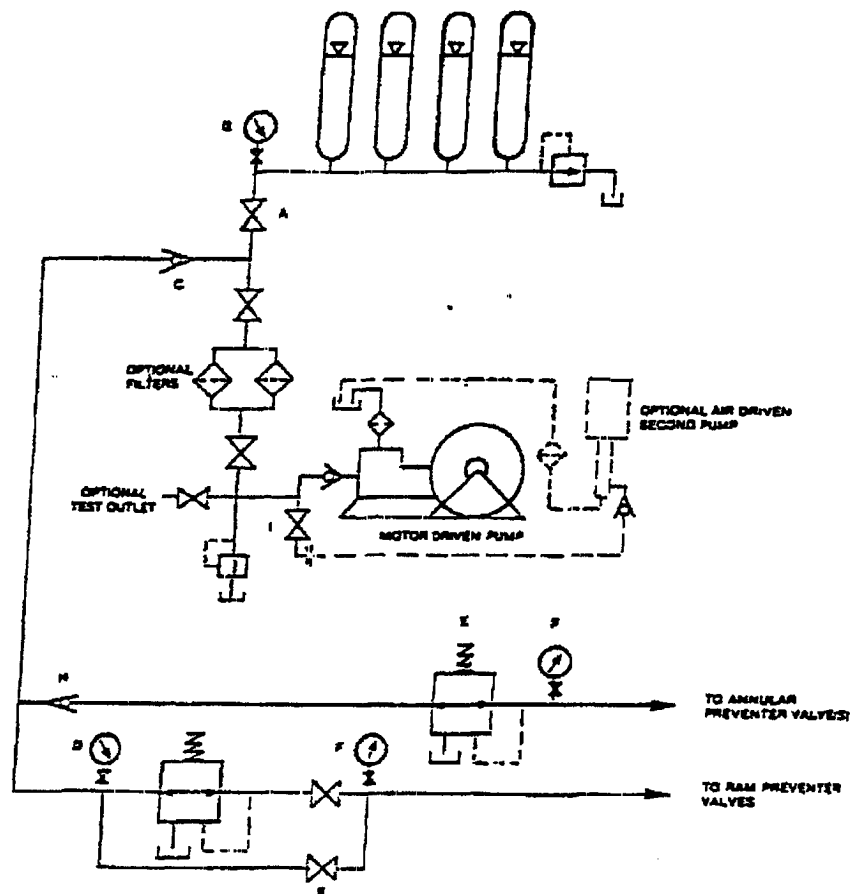 A
C
OPTIONAL
FILTERS
OPTIONAL AIR DRIVEN
SECOND PUMP
OPTIONAL
TEST OUTLET
I
MOTOR DRIVEN PUMP
TO ANNULAR
PREVENTER VALVE(S)
F
TO RAM PREVENTER
VALVES